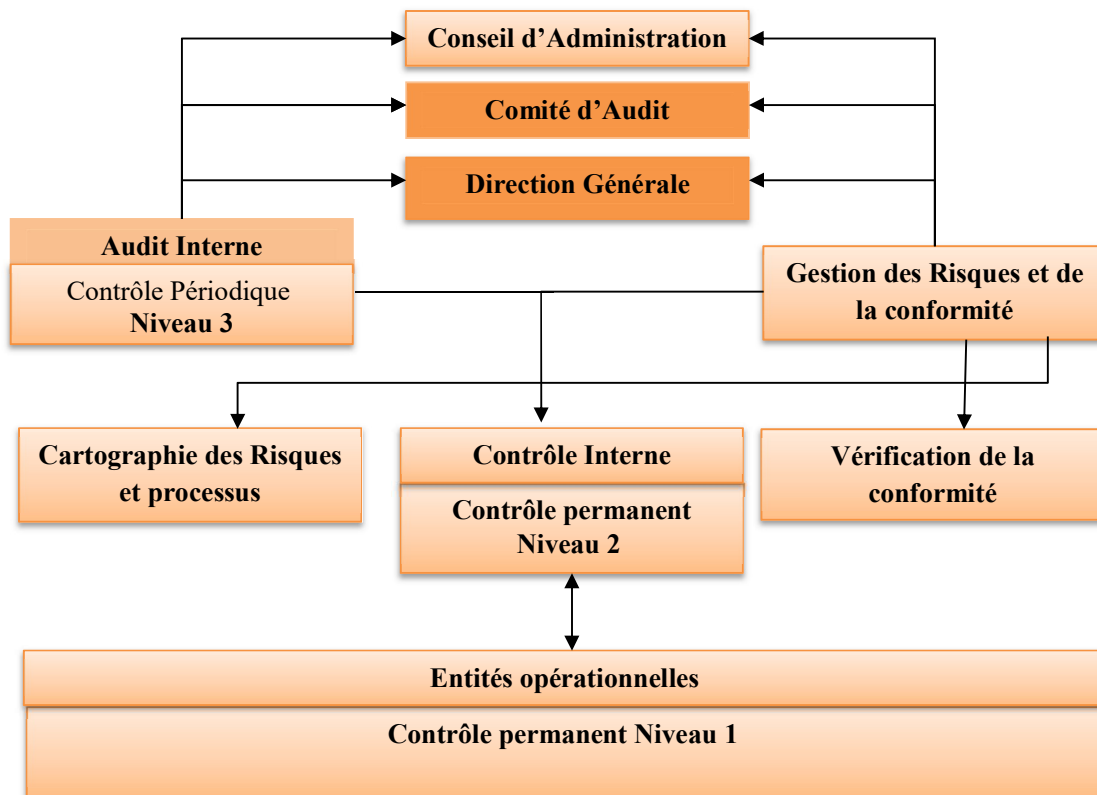 Conseil d’Administration
Comité d’Audit
Direction Générale
Audit Interne
Contrôle Périodique
Niveau 3
Gestion des Risques et de
la conformité
Cartographie des Risques
et processus
Contrôle Interne
Contrôle permanent
Niveau 2
Vérification de la
conformité
Entités opérationnelles
Contrôle permanent Niveau 1